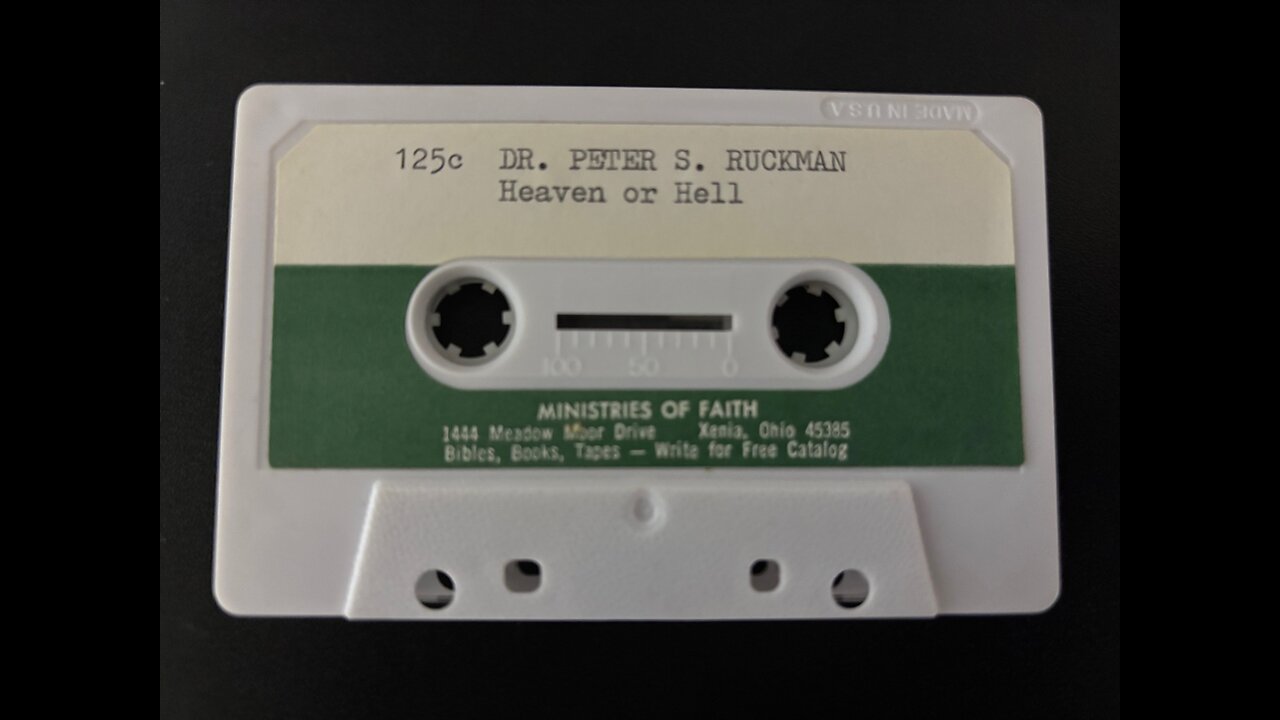 MADE IN U.S.A
125c DR. PETER S. RUCKMAN
Heaven or Hell
100 50 0
MINISTRIES OF FAITH
1444 Meadow Moor Drive Xenia, Ohio 45385
Bibles, Books, Tapes — Write for Free Catalog